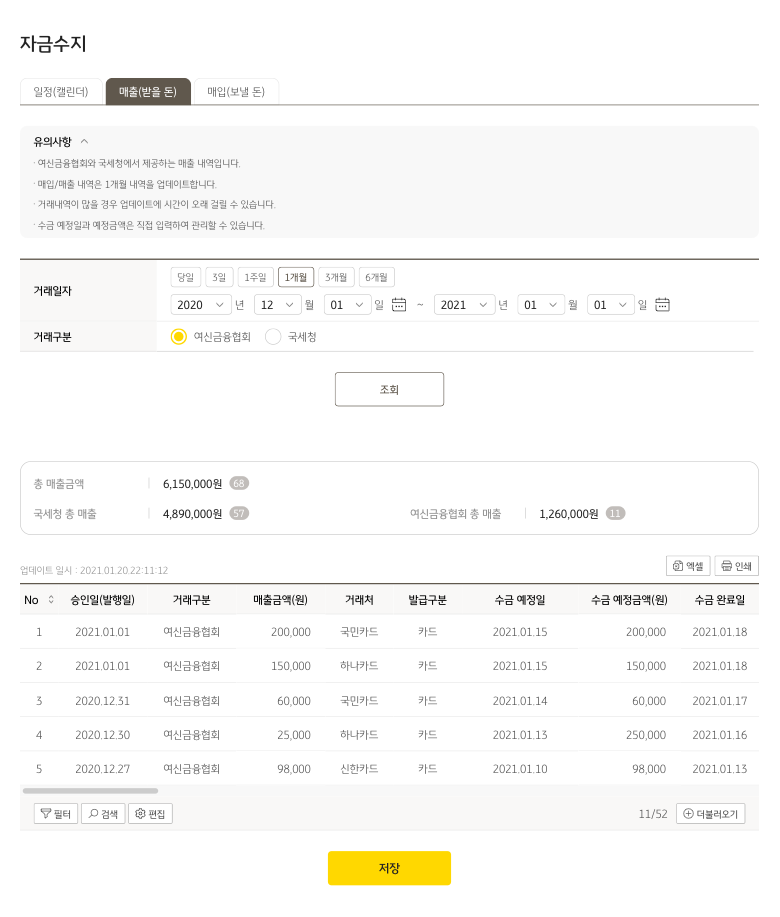 자금수지
일정(캘린더) 매출(받을 돈) 매입(보낼 돈)
유의사항
· 여신금융협회와 국세청에서 제공하는 매출 내역입니다.
· 매입/매출 내역은 1개월 내역을 업데이트합니다.
· 거래내역이 많을 경우 업데이트에 시간이 오래 걸릴 수 있습니다.
· 수금 예정일과 예정금액은 직접 입력하여 관리할 수 있습니다.
거래일자
당일 3일 1주일 1개월 3개월 6개월
2020 년 12 월 01 일 ~ 2021 년 01 월 01 일
거래구분 여신금융협회 국세청
조회
총 매출금액 6,150,000원 68
국세청 총 매출 4,890,000원 57 여신금융협회 총 매출 1,260,000원 11
업데이트 일시 : 2021.01.20.22:11:12 엑셀 인쇄
No 승인일(발행일) 거래구분 매출금액(원) 거래처 발급구분 수금 예정일 수금 예정금액(원) 수금 완료일
1 2021.01.01 여신금융협회 200,000 국민카드 카드 2021.01.15 200,000 2021.01.18
2 2021.01.01 여신금융협회 150,000 하나카드 카드 2021.01.15 150,000 2021.01.18
3 2020.12.31 여신금융협회 60,000 국민카드 카드 2021.01.14 60,000 2021.01.17
4 2020.12.30 여신금융협회 25,000 하나카드 카드 2021.01.13 250,000 2021.01.16
5 2020.12.27 여신금융협회 98,000 신한카드 카드 2021.01.10 98,000 2021.01.13
필터 검색 편집 11/52 더불러오기
저장